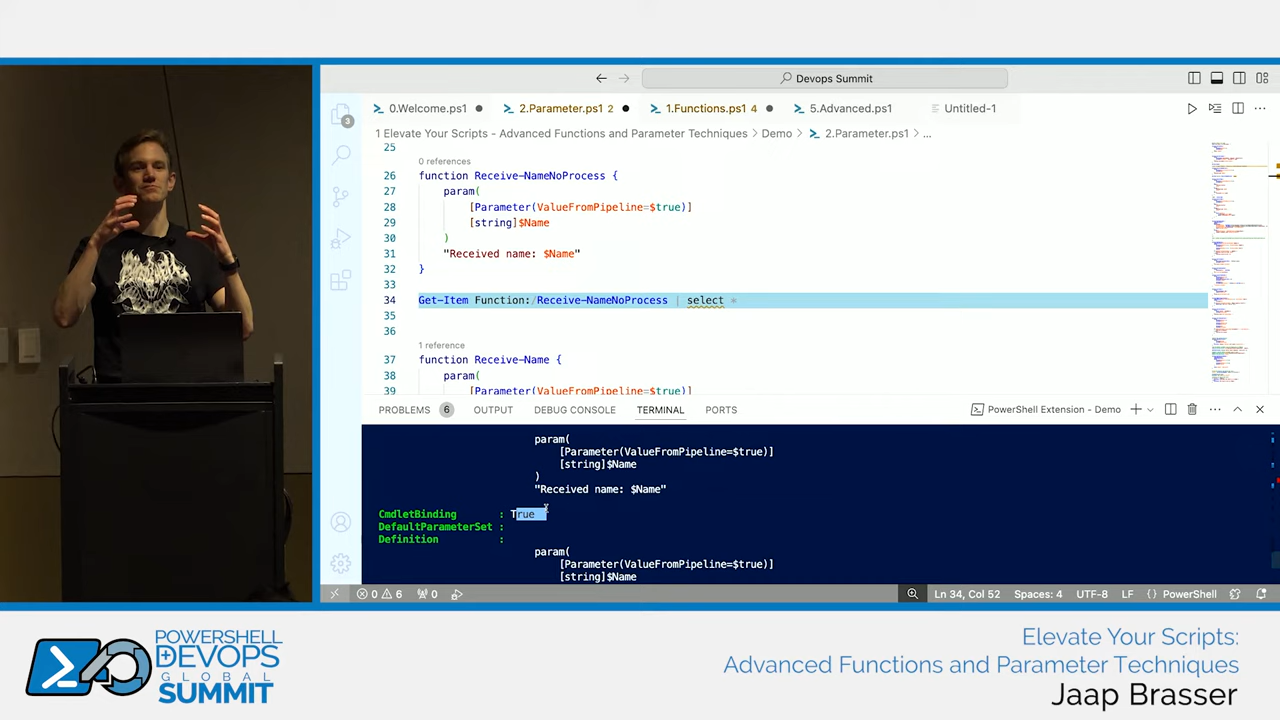 Devops Summit
0.Welcome.ps1
2.Parameter.ps1 2
1.Functions.ps1 4
5.Advanced.ps1
Untitled-1
3
1 Elevate Your Scripts - Advanced Functions and Parameter Techniques > Demo > 2.Parameter.ps1 > ...
25
0 references
26 function Receive-NameNoProcess {
27 param(
28 [Parameter(ValueFromPipeline=$true)]
29 [string]$Name
30 )
31 "Received name: $Name"
32 }
33
34 Get-Item Function:/Receive-NameNoProcess | select *
35
36
1 reference
37 function Receive-Name {
38 param(
39 [Parameter(ValueFromPipeline=$true)]
PROBLEMS 6 OUTPUT DEBUG CONSOLE TERMINAL PORTS
PowerShell Extension - Demo
param(
[Parameter(ValueFromPipeline=$true)]
[string]$Name
)
"Received name: $Name"
CmdletBinding : True
DefaultParameterSet :
Definition :
param(
[Parameter(ValueFromPipeline=$true)]
[string]$Name
0 6 0
Ln 34, Col 52 Spaces: 4 UTF-8 LF { } PowerShell
POWERSHELL
DEVOPS
GLOBAL
SUMMIT
Elevate Your Scripts:
Advanced Functions and Parameter Techniques
Jaap Brasser